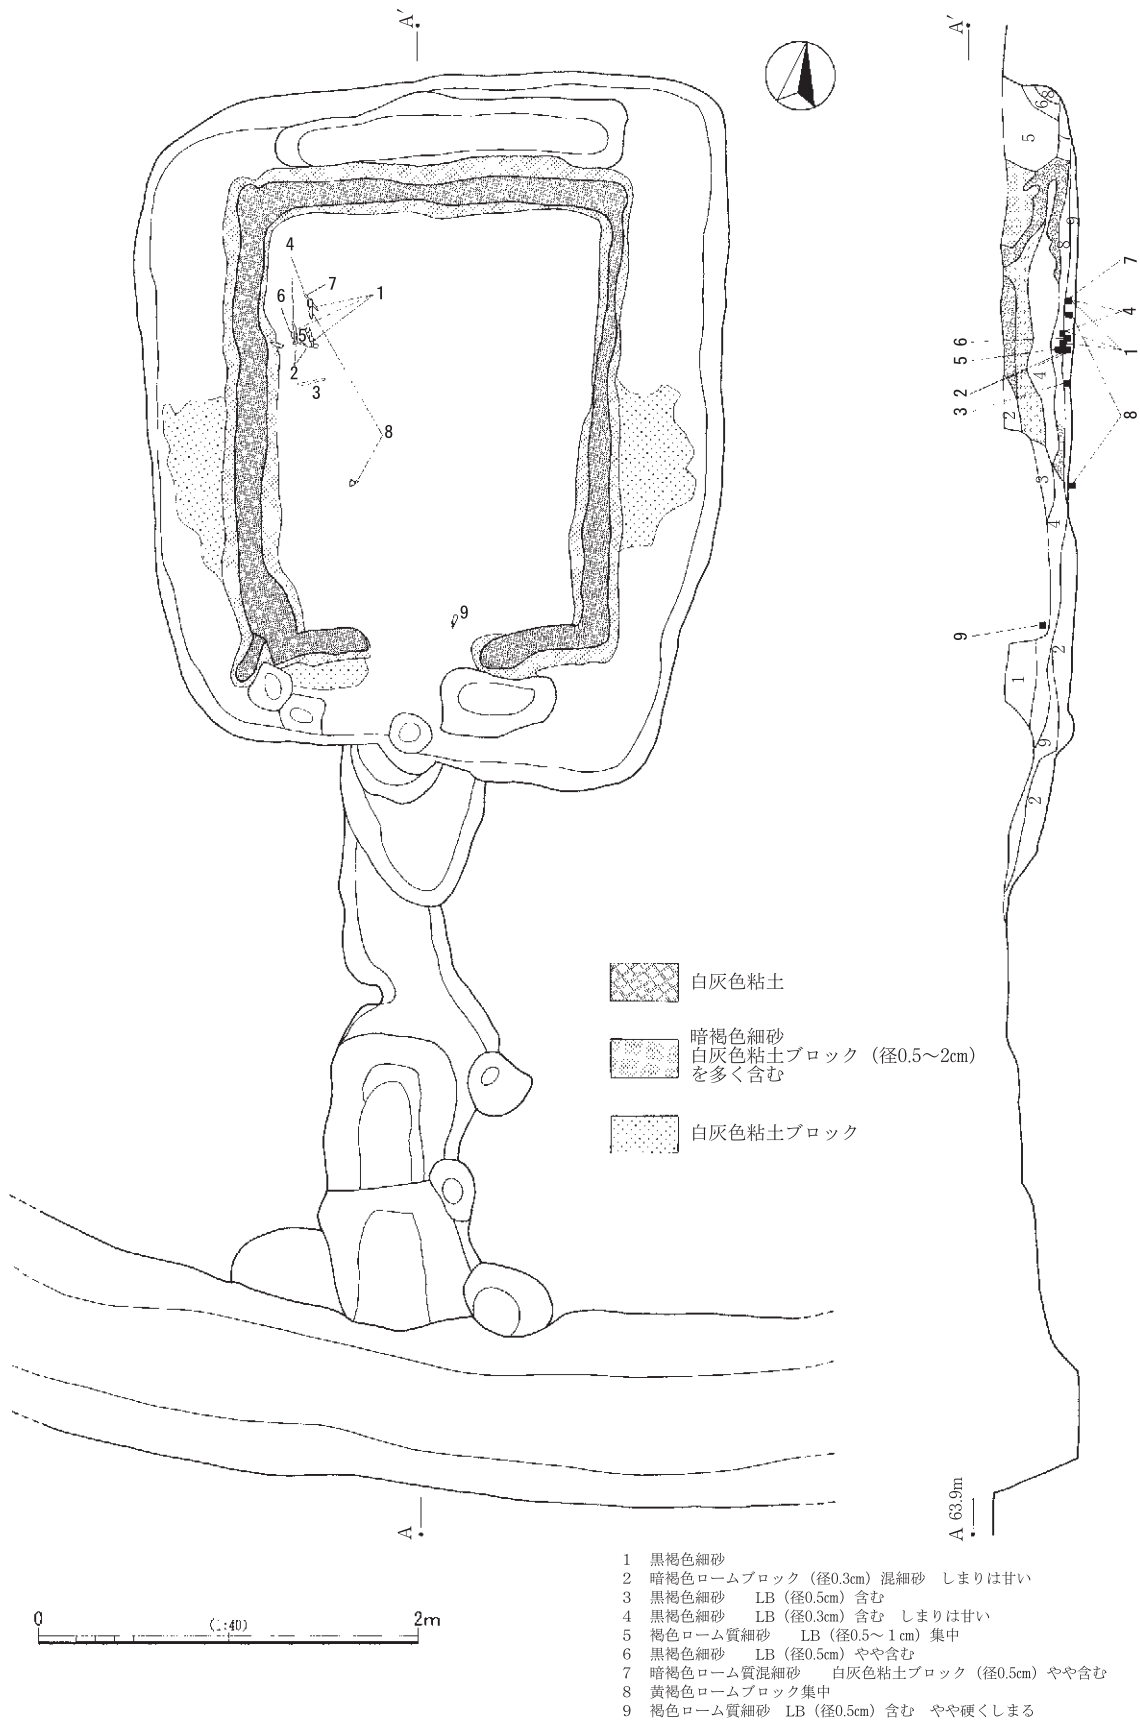 A′
A′
4
7
6
1
5
2
3
8
9
6
8
5
7
9
8
4
2
3
4
2
1
9
2
7
4
1
6
5
2
3
8
9
白灰色粘土
暗褐色細砂
白灰色粘土ブロック（径0.5～2㎝）
を多く含む
白灰色粘土ブロック
A
A 63.9m
0 (1:40) 2m
1 黒褐色細砂
2 暗褐色ロームブロック（径0.3㎝）混細砂 しまりは甘い
3 黒褐色細砂 LB（径0.5㎝）含む
4 黒褐色細砂 LB（径0.3㎝）含む しまりは甘い
5 褐色ローム質細砂 LB（径0.5～1㎝）集中
6 黒褐色細砂 LB（径0.5㎝）やや含む
7 暗褐色ローム質混細砂 白灰色粘土ブロック（径0.5㎝）やや含む
8 黄褐色ロームブロック集中
9 褐色ローム質細砂 LB（径0.5㎝）含む やや硬くしまる